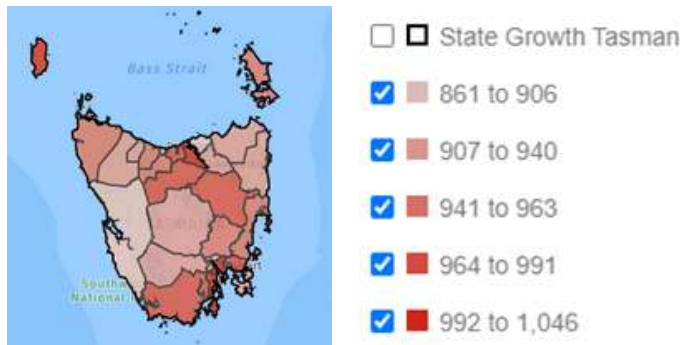 Bass Strait
Southw
National
State Growth Tasman
861 to 906
907 to 940
941 to 963
964 to 991
992 to 1,046